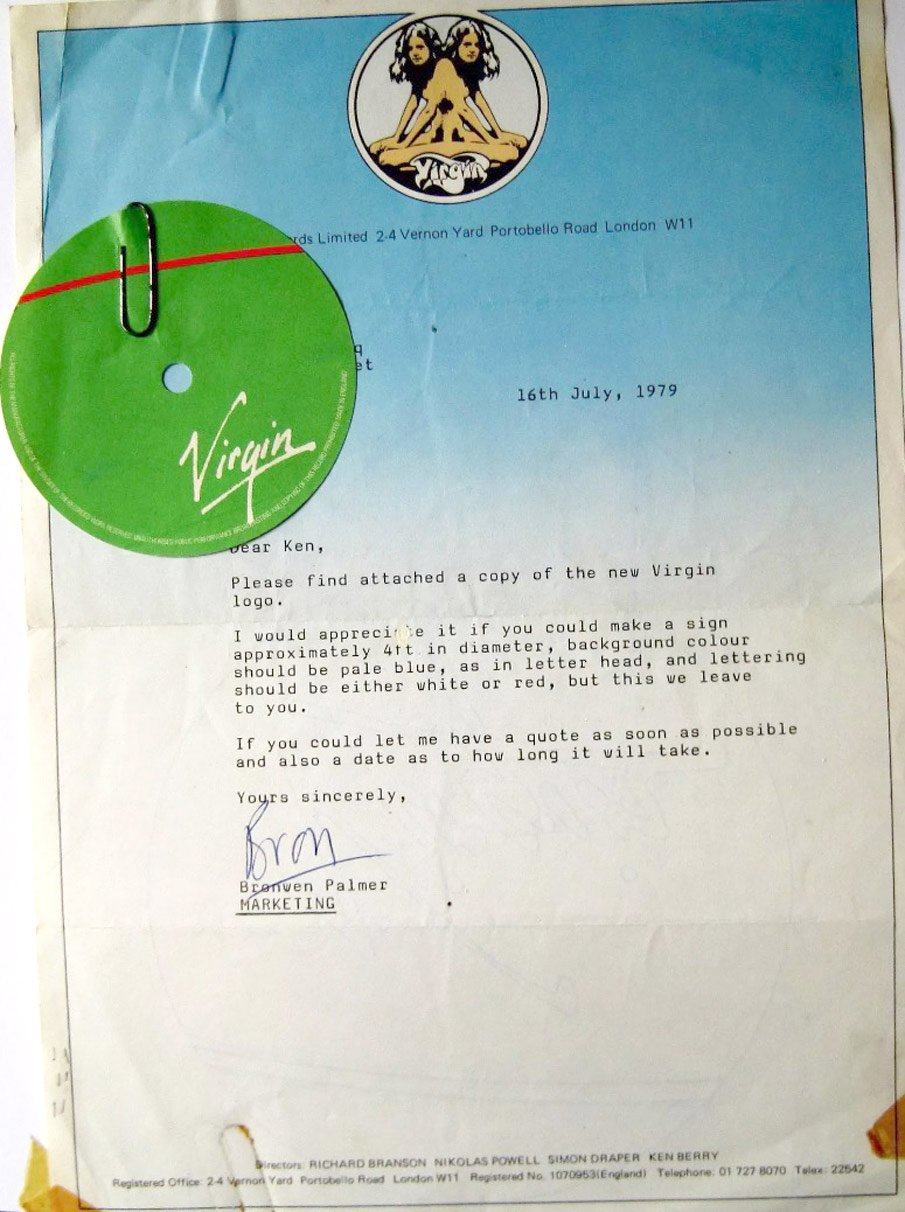 Virgin
rds Limited 2-4 Vernon Yard Portobello Road London W11
et
16th July, 1979
Virgin
Dear Ken,
Please find attached a copy of the new Virgin
logo.
I would appreciate it if you could make a sign
approximately 4ft in diameter, background colour
should be pale blue, as in letter head, and lettering
should be either white or red, but this we leave
to you.
If you could let me have a quote as soon as possible
and also a date as to how long it will take.
Yours sincerely,
Bron
Bronwen Palmer
MARKETING
Directors: RICHARD BRANSON NIKOLAS POWELL SIMON DRAPER KEN BERRY
Registered Office: 2-4 Vernon Yard Portobello Road London W11 Registered No. 1070953(England) Telephone: 01 727 8070 Telex: 22542